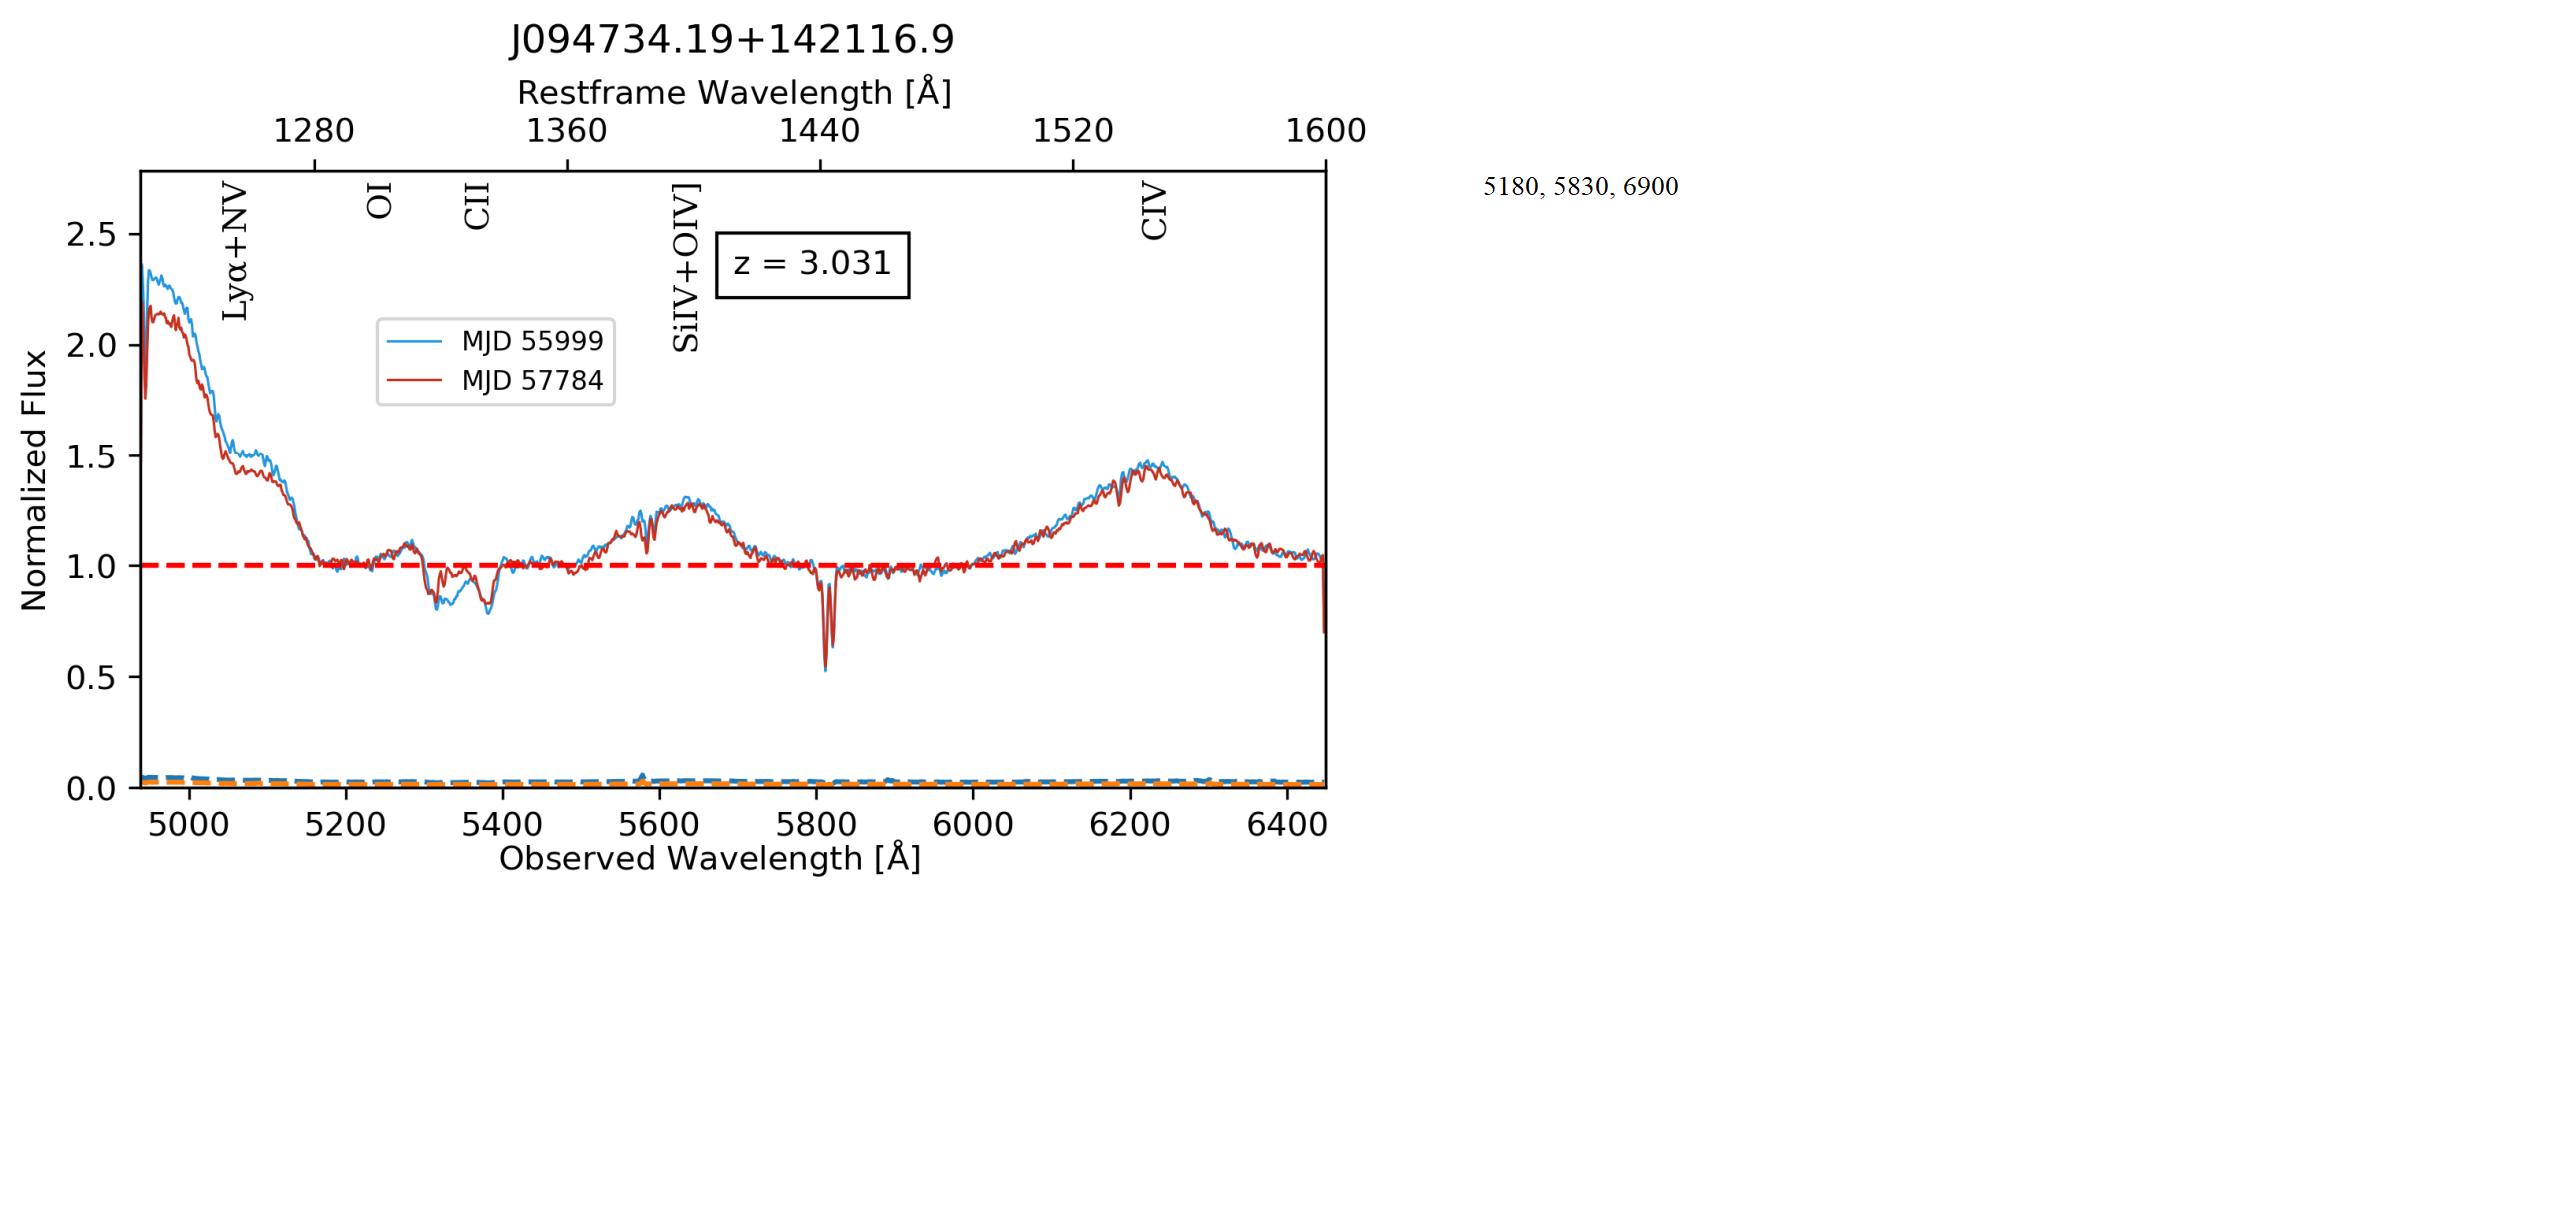 J094734.19+142116.9
Restframe Wavelength [Å]
1280 1360 1440 1520 1600
Lyα+NV
OI
CII
SiIV+OIV]
CIV
z = 3.031
MJD 55999
MJD 57784
Normalized Flux
2.5
2.0
1.5
1.0
0.5
0.0
5000 5200 5400 5600 5800 6000 6200 6400
Observed Wavelength [Å]
5180, 5830, 6900